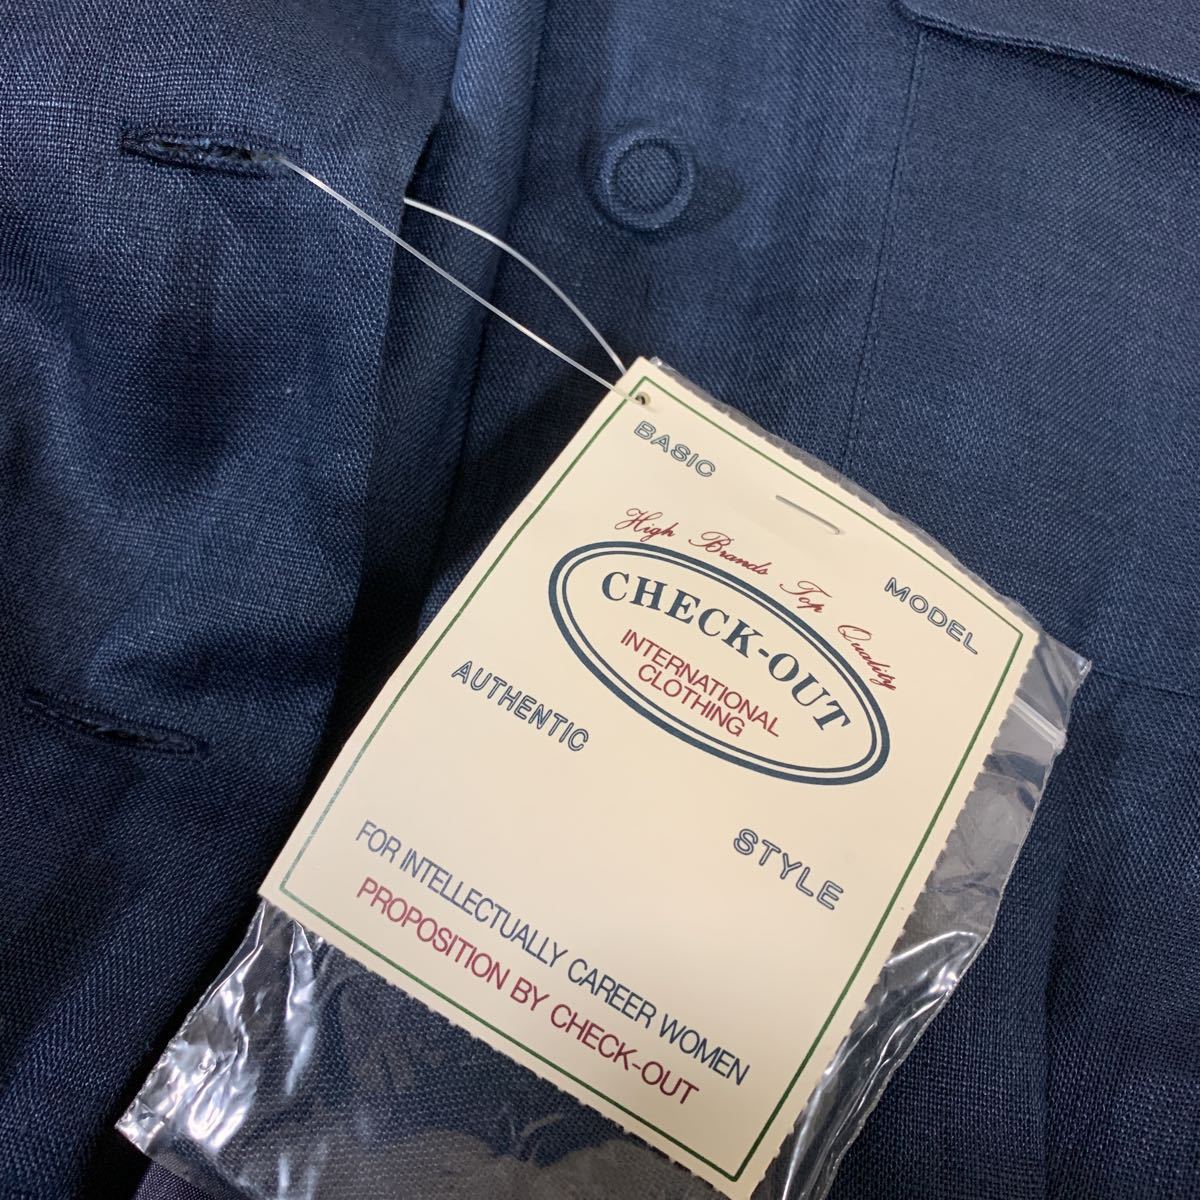 BASIC
MODEL
High Brands Top Quality
CHECK-OUT
INTERNATIONAL
CLOTHING
AUTHENTIC
STYLE
FOR INTELLECTUALLY CAREER WOMEN
PROPOSITION BY CHECK-OUT